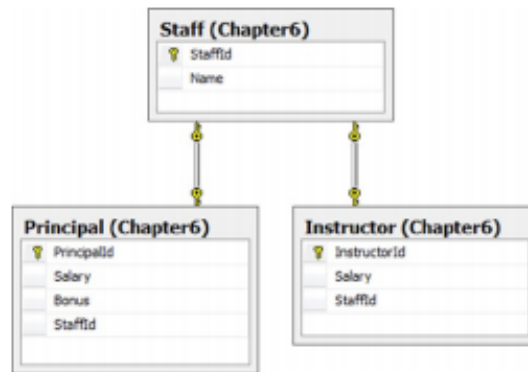 Staff (Chapter6)
StaffId
Name
Principal (Chapter6)
PrincipalId
Salary
Bonus
StaffId
Instructor (Chapter6)
InstructorId
Salary
StaffId